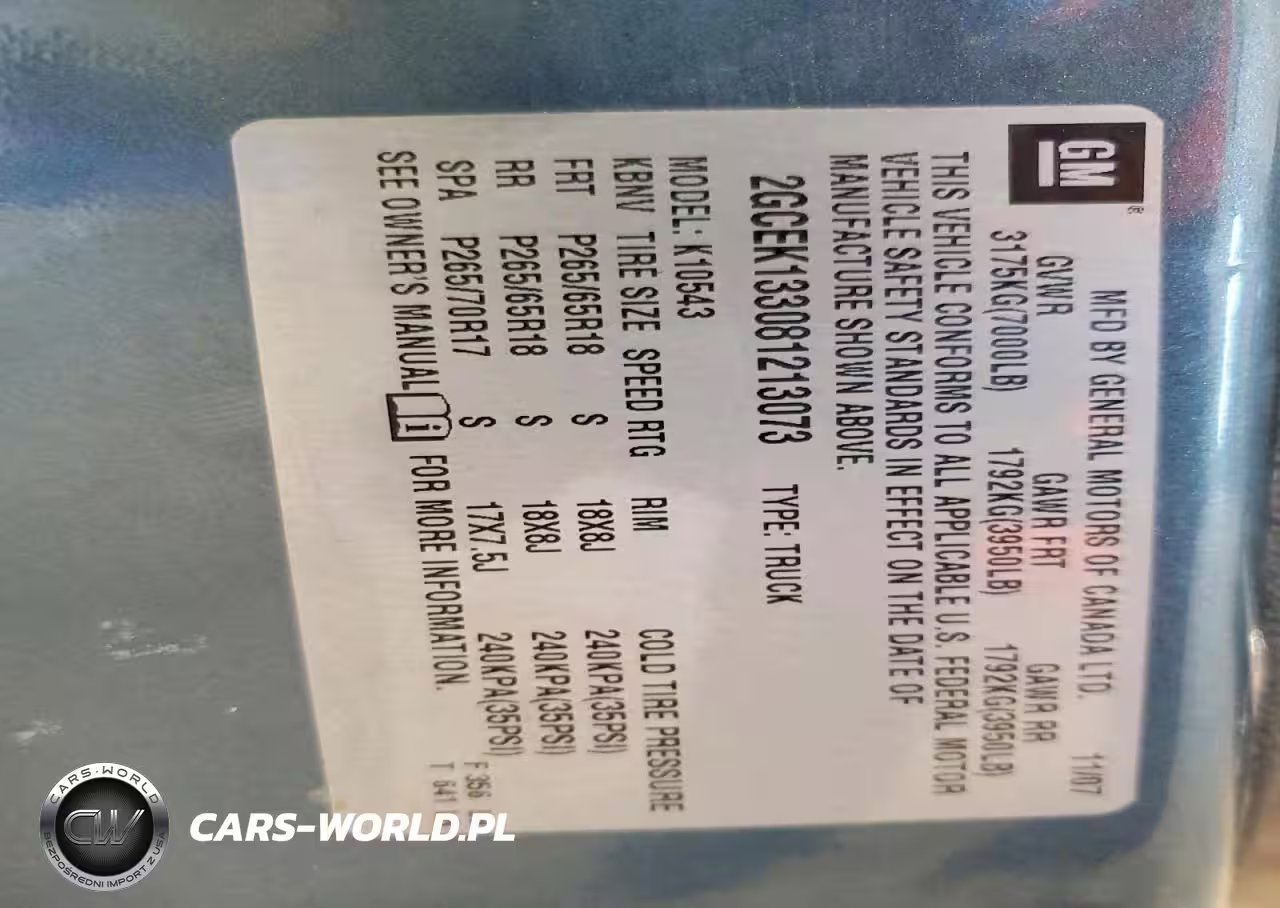 GM
MFD BY GENERAL MOTORS OF CANADA LTD. 11/07
GVWR GAWR FRT GAWR RR
3175KG(7000LB) 1792KG(3950LB) 1792KG(3950LB)
THIS VEHICLE CONFORMS TO ALL APPLICABLE U.S. FEDERAL MOTOR
VEHICLE SAFETY STANDARDS IN EFFECT ON THE DATE OF
MANUFACTURE SHOWN ABOVE.
2GCEK133081213073 TYPE: TRUCK
MODEL: K10543
KBNV TIRE SIZE SPEED RTG RIM COLD TIRE PRESSURE
FRT P265/65R18 S 18X8J 240KPA(35PSI)
RR P265/65R18 S 18X8J 240KPA(35PSI)
SPA P265/70R17 S 17X7.5J 240KPA(35PSI)
SEE OWNER'S MANUAL i FOR MORE INFORMATION.
F 356
T 641
CARS-WORLD
CW
BEZPOŚREDNI IMPORT Z USA
CARS-WORLD.PL